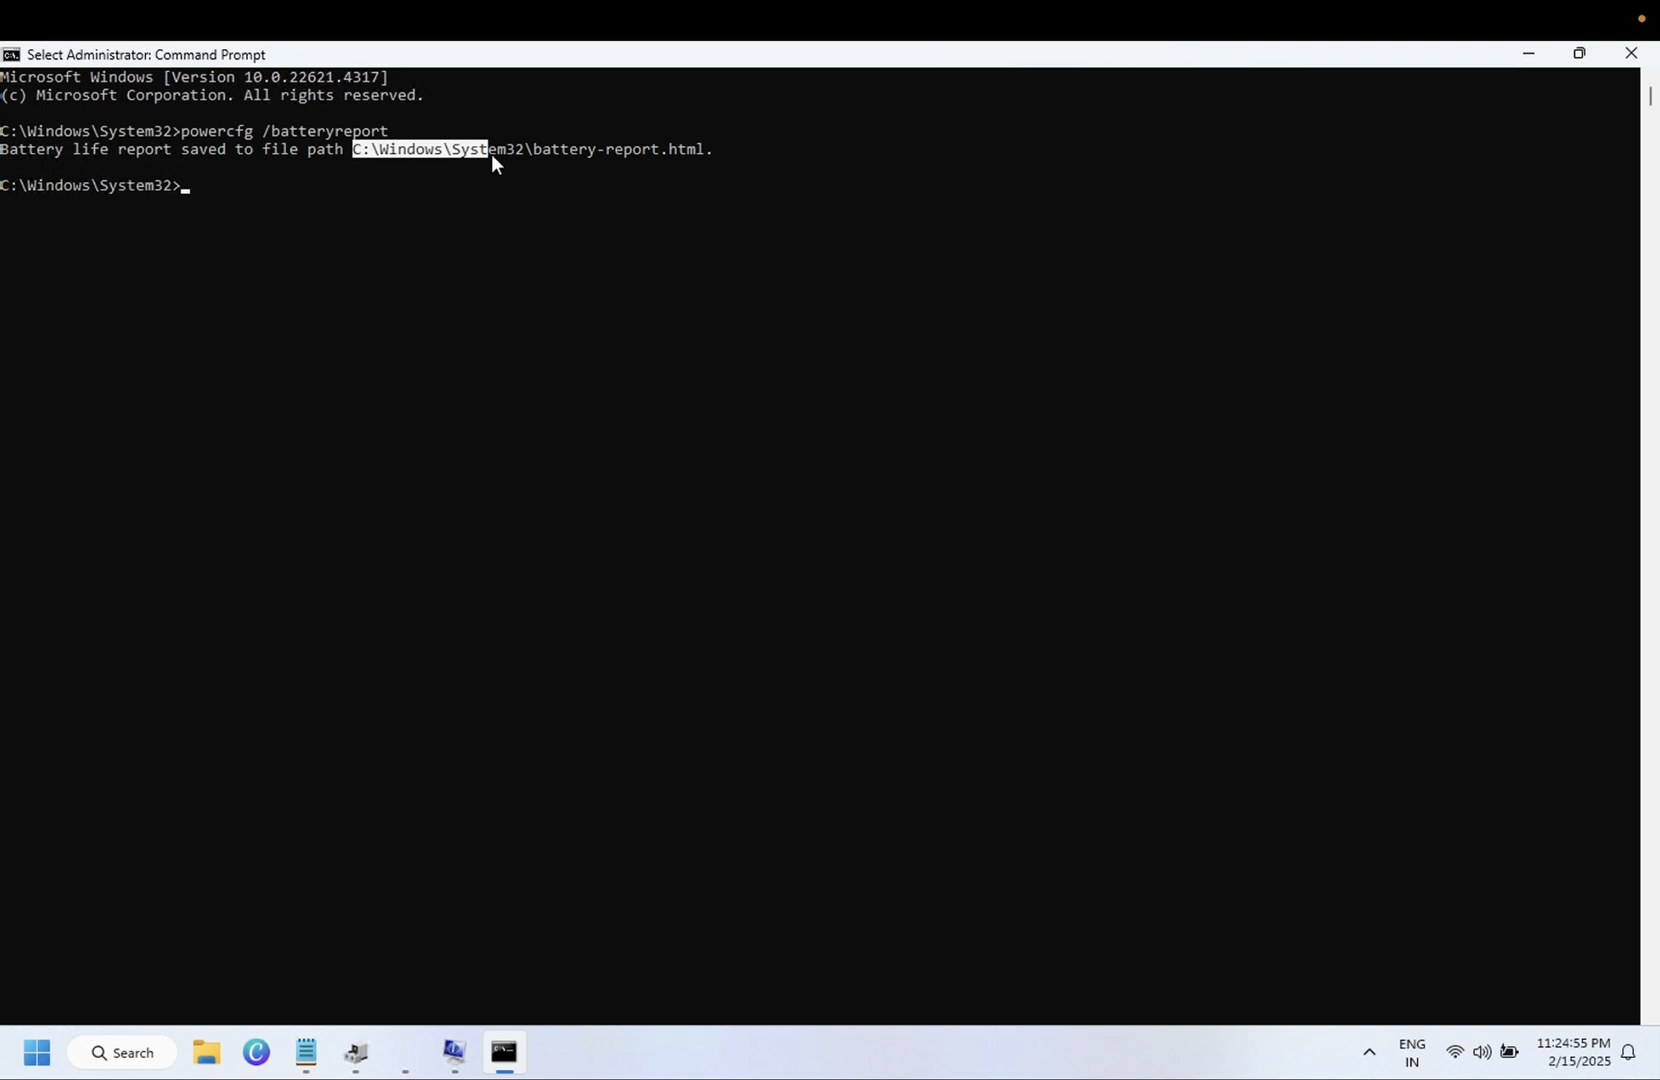 Select Administrator: Command Prompt
Microsoft Windows [Version 10.0.22621.4317]
(c) Microsoft Corporation. All rights reserved.
C:\Windows\System32>powercfg /batteryreport
Battery life report saved to file path C:\Windows\System32\battery-report.html.
C:\Windows\System32>
Search
ENG
IN
11:24:55 PM
2/15/2025